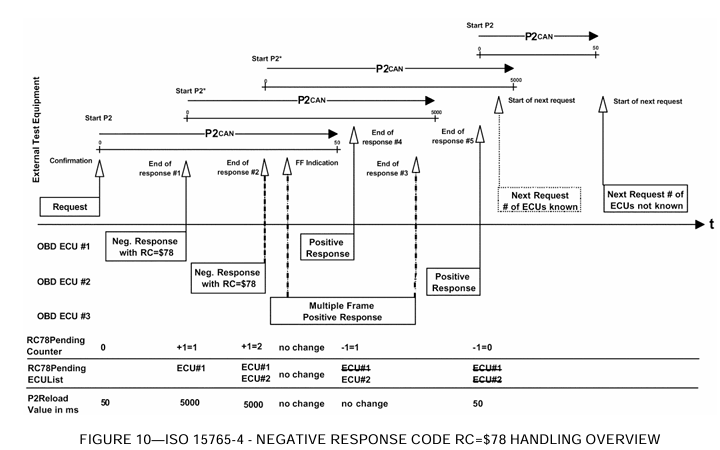 Start P2
P2CAN
0
50
Start P2*
P2CAN
0
5000
Start P2*
P2CAN
0
5000
Start of next request
Start of next request
Start P2
P2CAN
0
50
End of
response #4
End of
response #5
External Test Equipment
Confirmation
End of
response #1
End of
response #2
FF Indication
End of
response #3
Request
Next Request
# of ECUs known
Next Request # of
ECUs not known
t
OBD ECU #1
Neg. Response
with RC=$78
Positive
Response
OBD ECU #2
Neg. Response
with RC=$78
Positive
Response
OBD ECU #3
Multiple Frame
Positive Response
RC78Pending
Counter
0
+1=1
+1=2
no change
-1=1
-1=0
RC78Pending
ECUList
ECU#1
ECU#1
ECU#2
no change
ECU#1
ECU#2
ECU#1
ECU#2
P2Reload
Value in ms
50
5000
5000
no change
no change
50
FIGURE 10—ISO 15765-4 - NEGATIVE RESPONSE CODE RC=$78 HANDLING OVERVIEW